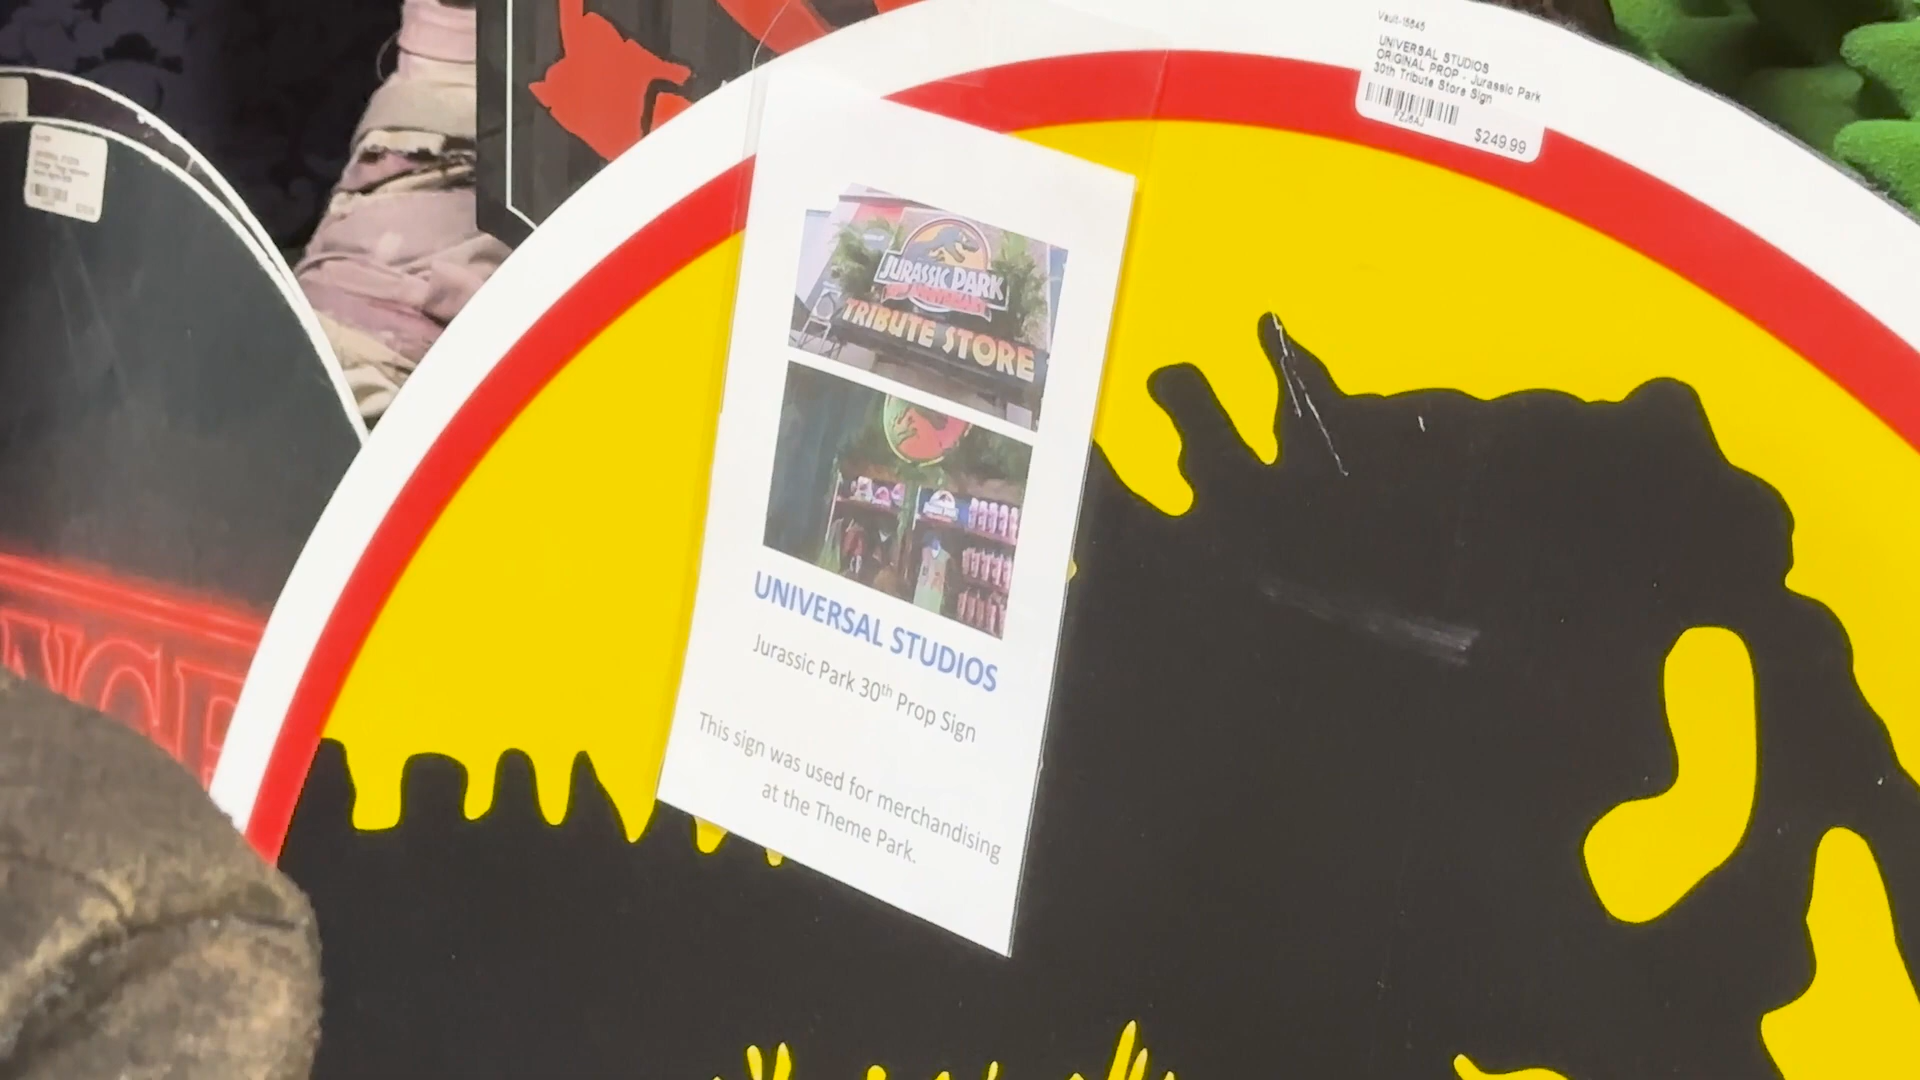 Vault-15645
UNIVERSAL STUDIOS
ORIGINAL PROP - Jurassic Park
30th Tribute Store Sign
$249.99
JURASSIC PARK
TRIBUTE STORE
UNIVERSAL STUDIOS
Jurassic Park 30th Prop Sign
This sign was used for merchandising
at the Theme Park.